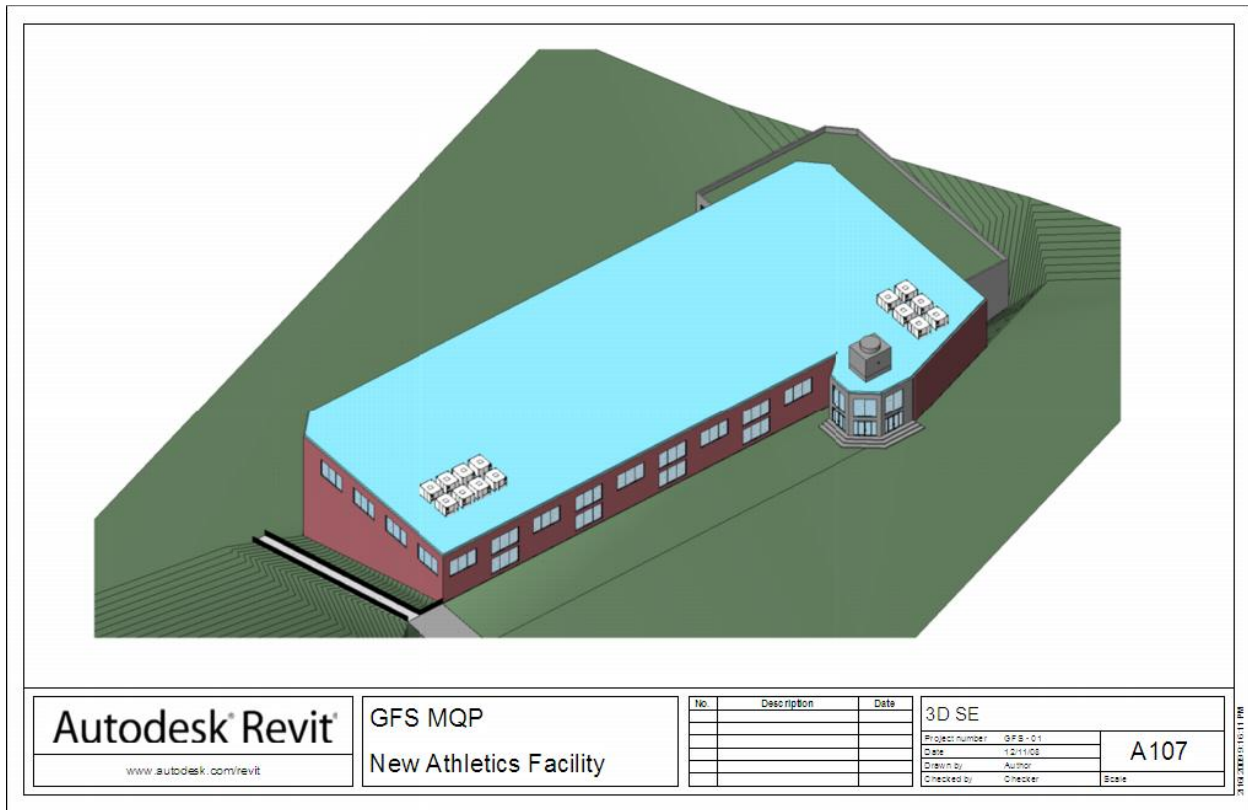 Autodesk® Revit®
www.autodesk.com/revit
GFS MQP
New Athletics Facility
No. Description Date
3D SE
Project number GFS - 01
Date 12/11/08
Drawn by Author
Checked by Checker
A107
Scale